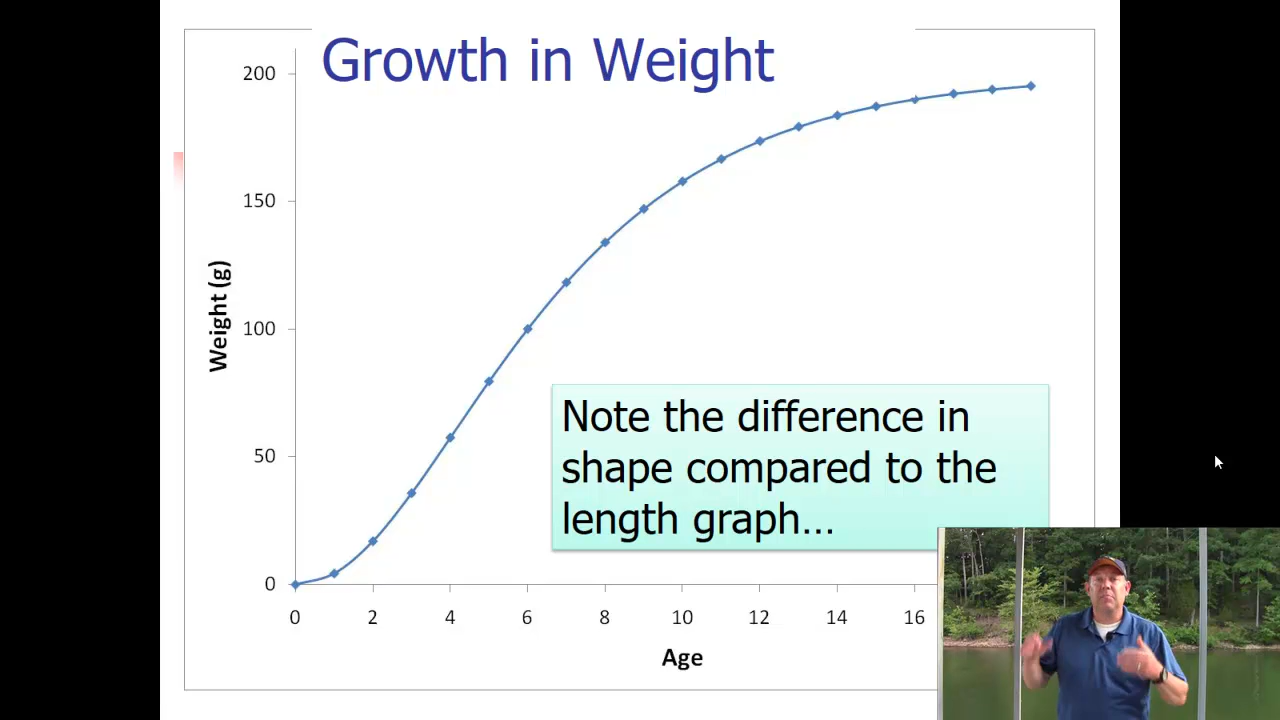 Growth in Weight
200
150
100
50
0
Weight (g)
0 2 4 6 8 10 12 14 16
Age
Note the difference in
shape compared to the
length graph...